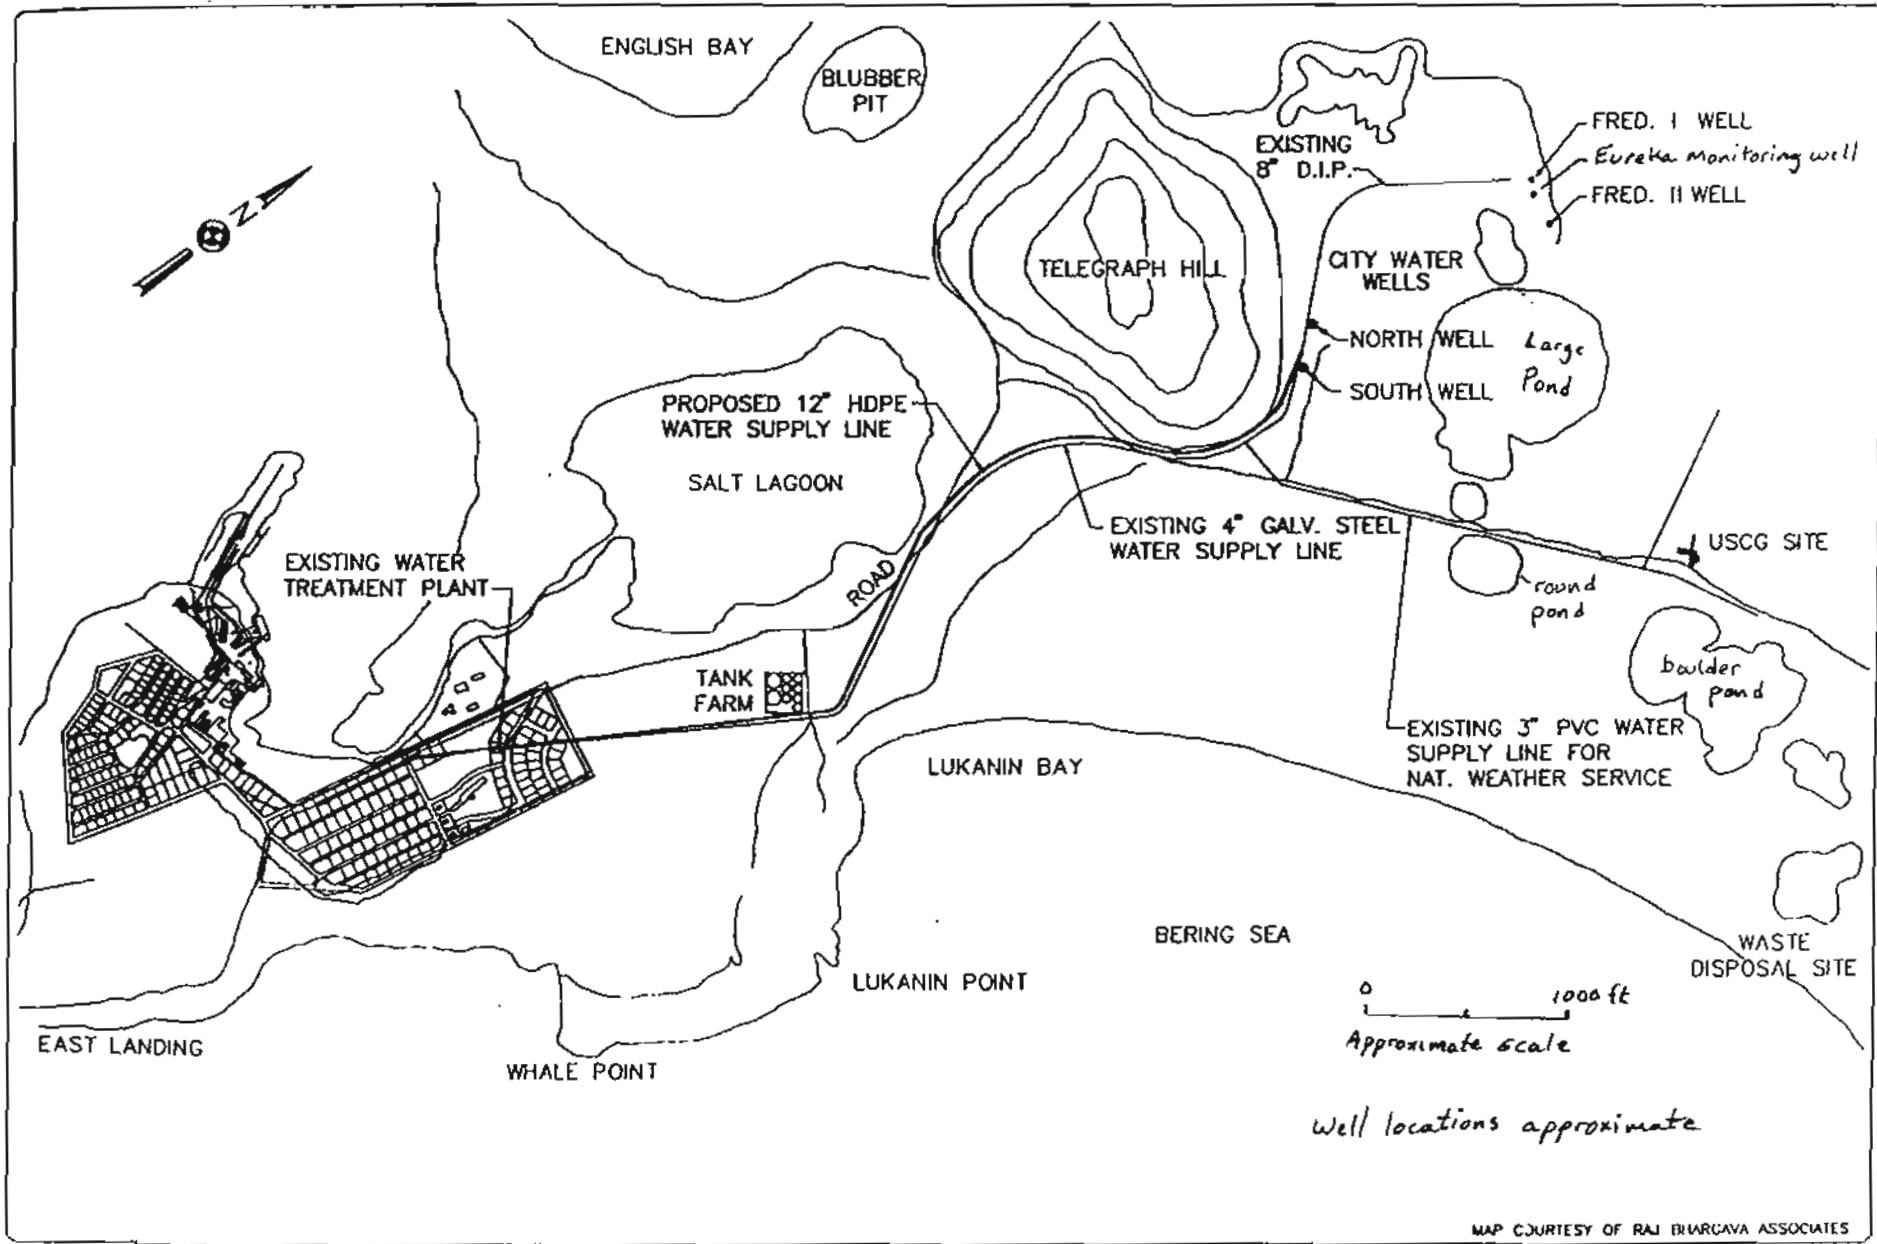 ENGLISH BAY
BLUBBER
PIT
FRED. I WELL
Eureka Monitoring well
FRED. II WELL
EXISTING
8" D.I.P.
N
TELEGRAPH HILL
CITY WATER
WELLS
NORTH WELL
SOUTH WELL
Large
Pond
PROPOSED 12" HDPE
WATER SUPPLY LINE
SALT LAGOON
EXISTING 4" GALV. STEEL
WATER SUPPLY LINE
USCG SITE
EXISTING WATER
TREATMENT PLANT
ROAD
round
pond
boulder
pond
TANK
FARM
EXISTING 3" PVC WATER
SUPPLY LINE FOR
NAT. WEATHER SERVICE
LUKANIN BAY
BERING SEA
WASTE
DISPOSAL SITE
LUKANIN POINT
0 1000 ft
Approximate scale
EAST LANDING
WHALE POINT
Well locations approximate
MAP COURTESY OF RAJ BHARGAVA ASSOCIATES